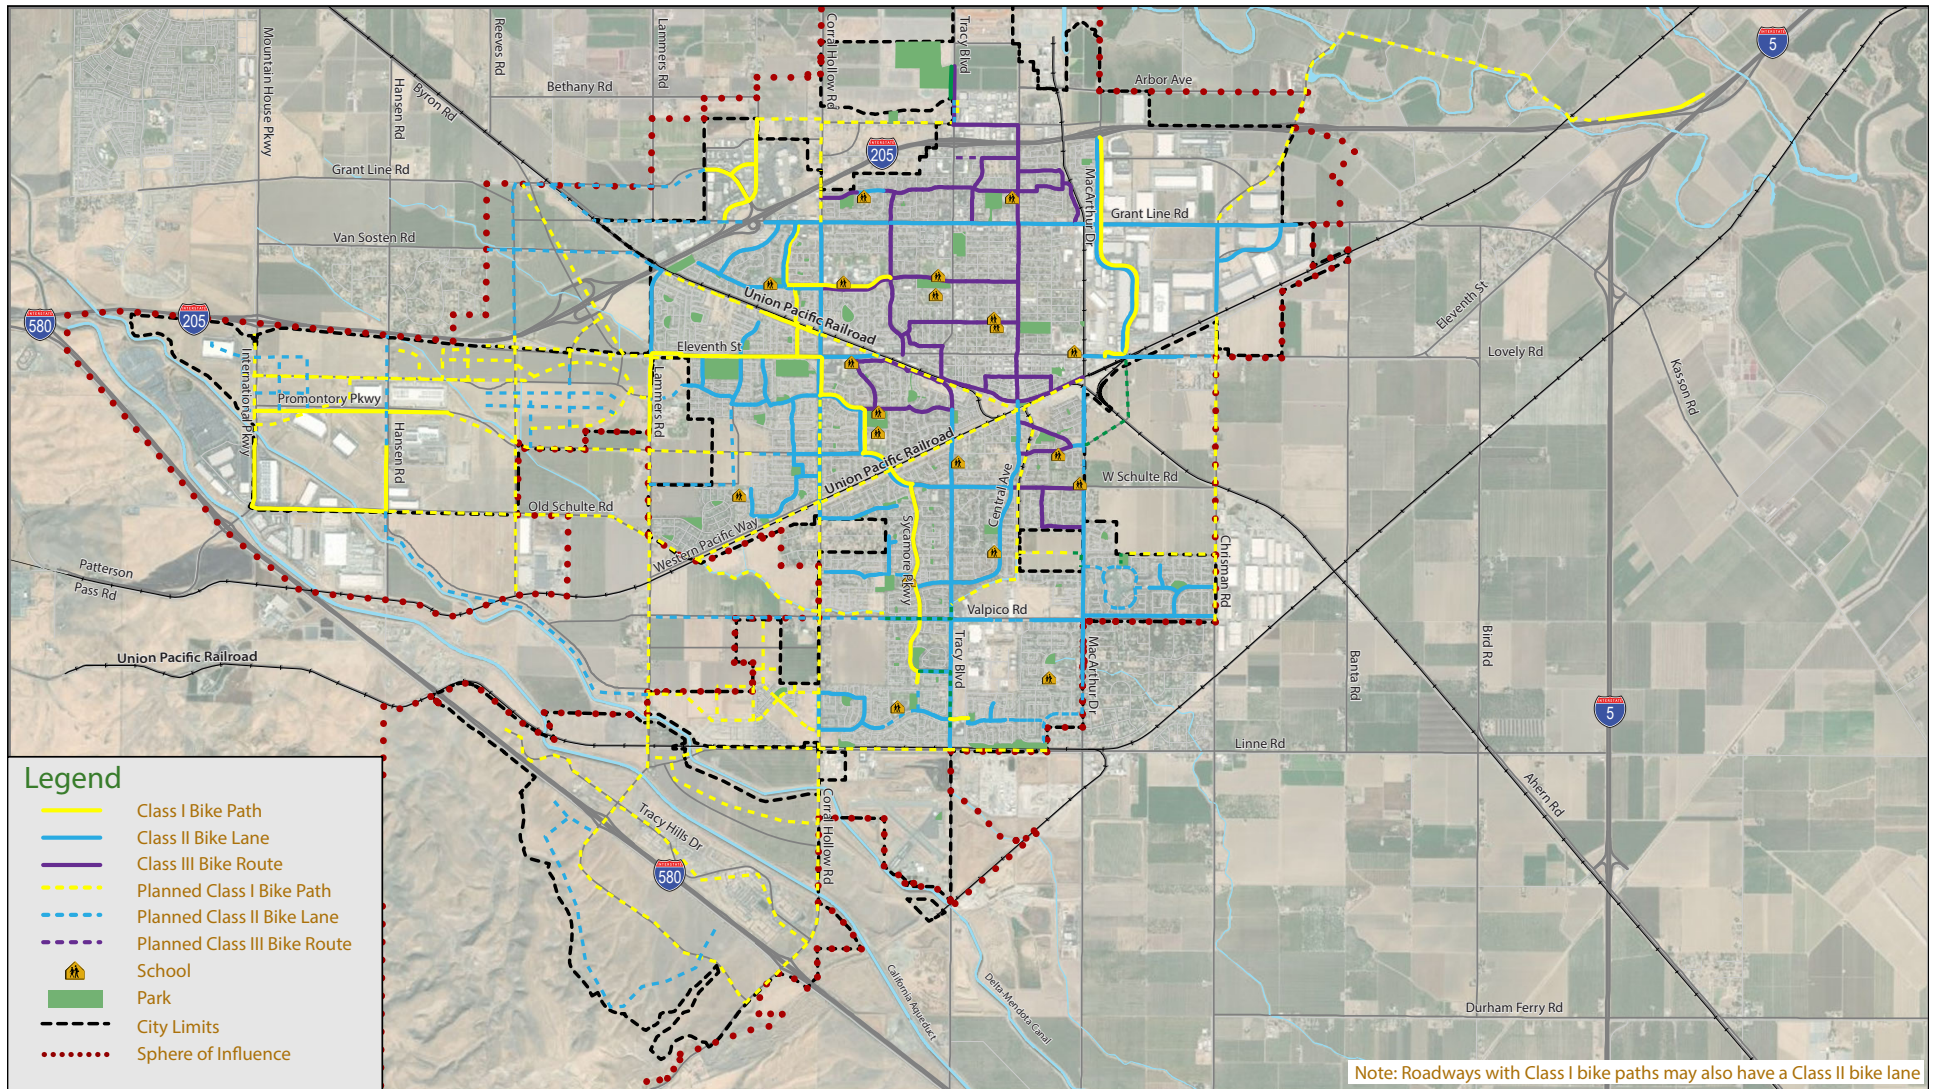 Mountain House Pkwy
Hansen Rd
Byron Rd
Reeves Rd
Bethany Rd
Lammers Rd
Corral Hollow Rd
Tracy Blvd
Arbor Ave
INTERSTATE
5
INTERSTATE
205
Grant Line Rd
MacArthur Dr
Grant Line Rd
Van Sosten Rd
Union Pacific Railroad
Eleventh St
Eleventh St
Lovely Rd
Kasson Rd
INTERSTATE
580
INTERSTATE
205
International Pkwy
Promontory Pkwy
Hansen Rd
Lammers Rd
Union Pacific Railroad
Central Ave
W Schulte Rd
Old Schulte Rd
Western Pacific Way
Sycamore Pkwy
Chrisman Rd
Patterson
Pass Rd
Valpico Rd
Tracy Blvd
MacArthur Dr
Banta Rd
Bird Rd
Union Pacific Railroad
INTERSTATE
5
Linne Rd
Ahern Rd
Corral Hollow Rd
Tracy Hills Dr
INTERSTATE
580
California Aqueduct
Delta-Mendota Canal
Durham Ferry Rd
Legend
Class I Bike Path
Class II Bike Lane
Class III Bike Route
Planned Class I Bike Path
Planned Class II Bike Lane
Planned Class III Bike Route
School
Park
City Limits
Sphere of Influence
Note: Roadways with Class I bike paths may also have a Class II bike lane